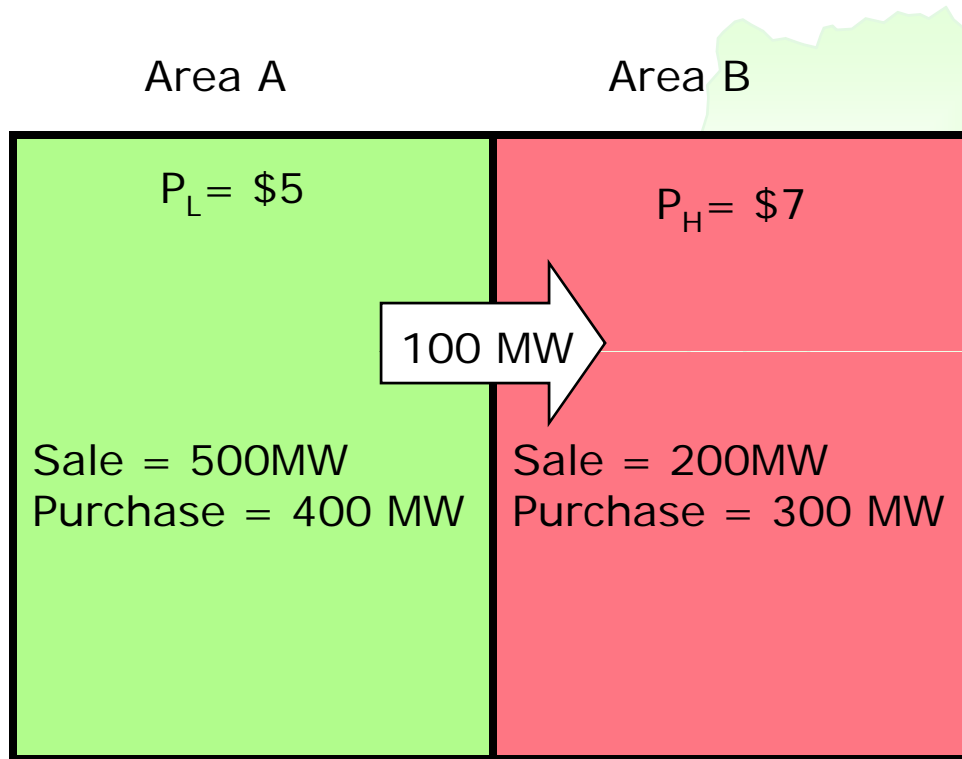 Area A
Area B
P_L= $5
P_H= $7
100 MW
Sale = 500MW
Purchase = 400 MW
Sale = 200MW
Purchase = 300 MW